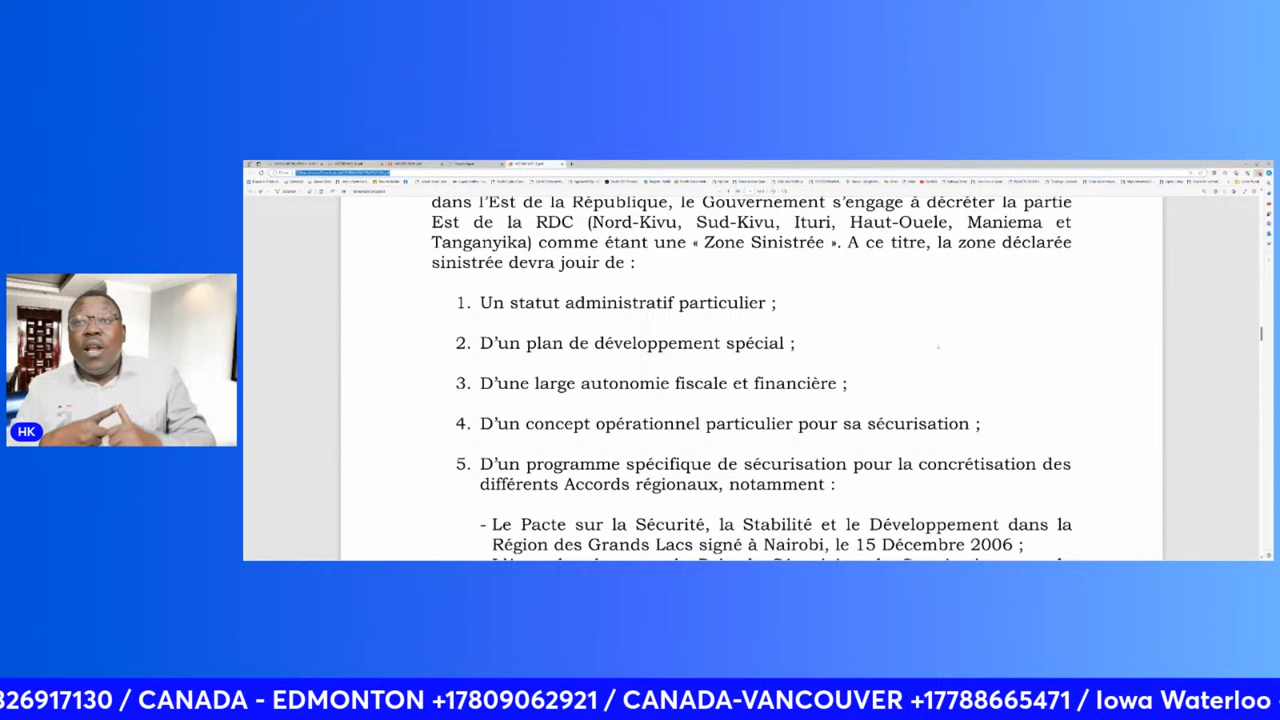 dans l'Est de la République, le Gouvernement s'engage à décréter la partie
Est de la RDC (Nord-Kivu, Sud-Kivu, Ituri, Haut-Ouele, Maniema et
Tanganyika) comme étant une « Zone Sinistrée ». A ce titre, la zone déclarée
sinistrée devra jouir de :
1. Un statut administratif particulier ;
2. D'un plan de développement spécial ;
3. D'une large autonomie fiscale et financière ;
4. D'un concept opérationnel particulier pour sa sécurisation ;
5. D'un programme spécifique de sécurisation pour la concrétisation des
différents Accords régionaux, notamment :
- Le Pacte sur la Sécurité, la Stabilité et le Développement dans la
Région des Grands Lacs signé à Nairobi, le 15 Décembre 2006 ;
HK
326917130 / CANADA - EDMONTON +17809062921 / CANADA-VANCOUVER +17788665471 / Iowa Waterloo